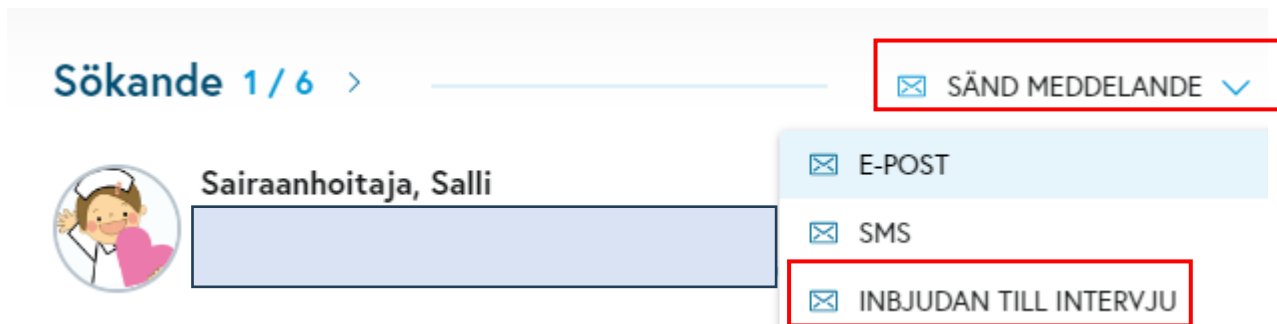 Sökande 1 / 6 >
SÄND MEDDELANDE
Sairaanhoitaja, Salli
E-POST
SMS
INBJUDAN TILL INTERVJU